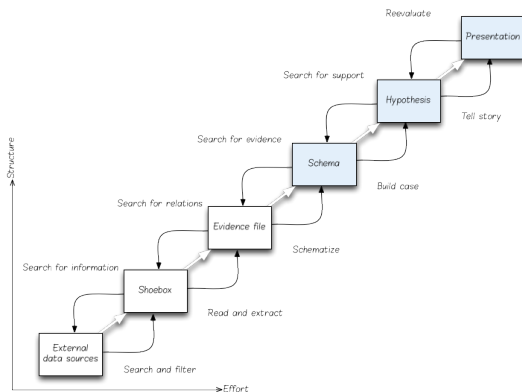 Reevaluate
Presentation
Search for support
Hypothesis
Tell story
Search for evidence
Schema
Build case
Structure
Search for relations
Evidence file
Schematize
Search for information
Shoebox
Read and extract
External
data sources
Search and filter
Effort